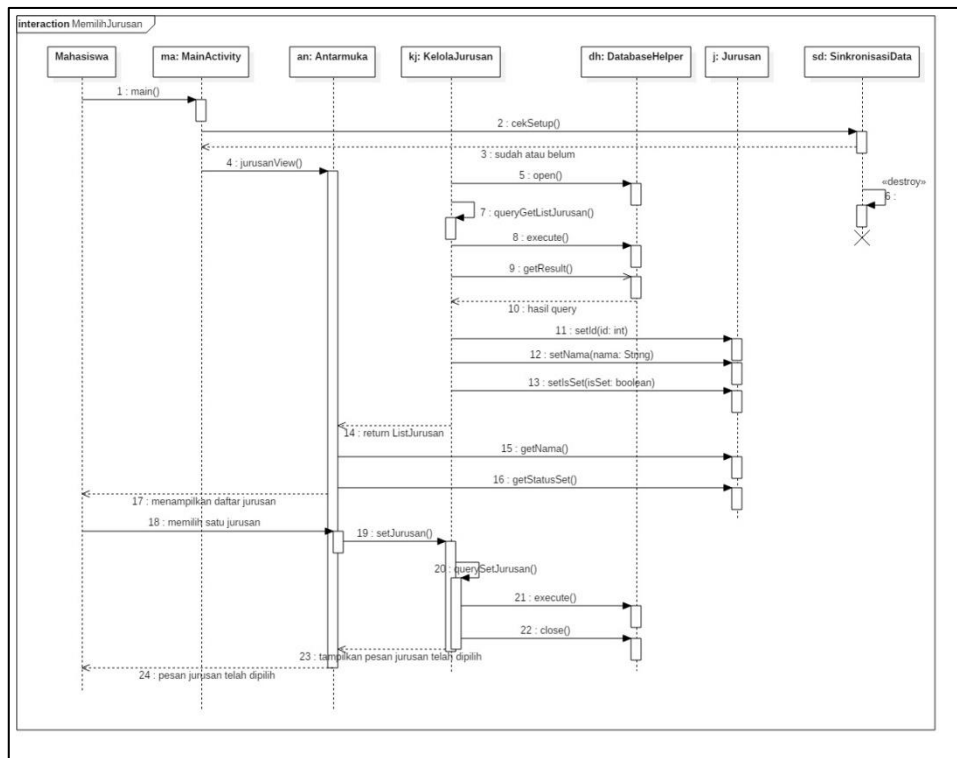 interaction MemilihJurusan
Mahasiswa
ma: MainActivity
an: Antarmuka
kj: KelolaJurusan
dh: DatabaseHelper
j: Jurusan
sd: SinkronisasiData
1 : main()
2 : cekSetup()
3 : sudah atau belum
4 : jurusanView()
5 : open()
«destroy»
6 :
7 : queryGetListJurusan()
8 : execute()
9 : getResult()
10 : hasil query
11 : setId(id: int)
12 : setNama(nama: String)
13 : setIsSet(isSet: boolean)
14 : return ListJurusan
15 : getNama()
16 : getStatusSet()
17 : menampilkan daftar jurusan
18 : memilih satu jurusan
19 : setJurusan()
20 : querySetJurusan()
21 : execute()
22 : close()
23 : tampilkan pesan jurusan telah dipilih
24 : pesan jurusan telah dipilih